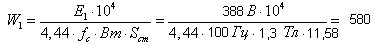 W₁ = E₁ · 10⁴ / 4,44 · f_c · Bm · S_cm = 388 В · 10⁴ / 4,44 · 100 Гц · 1,3 Тл · 11,58 = 580